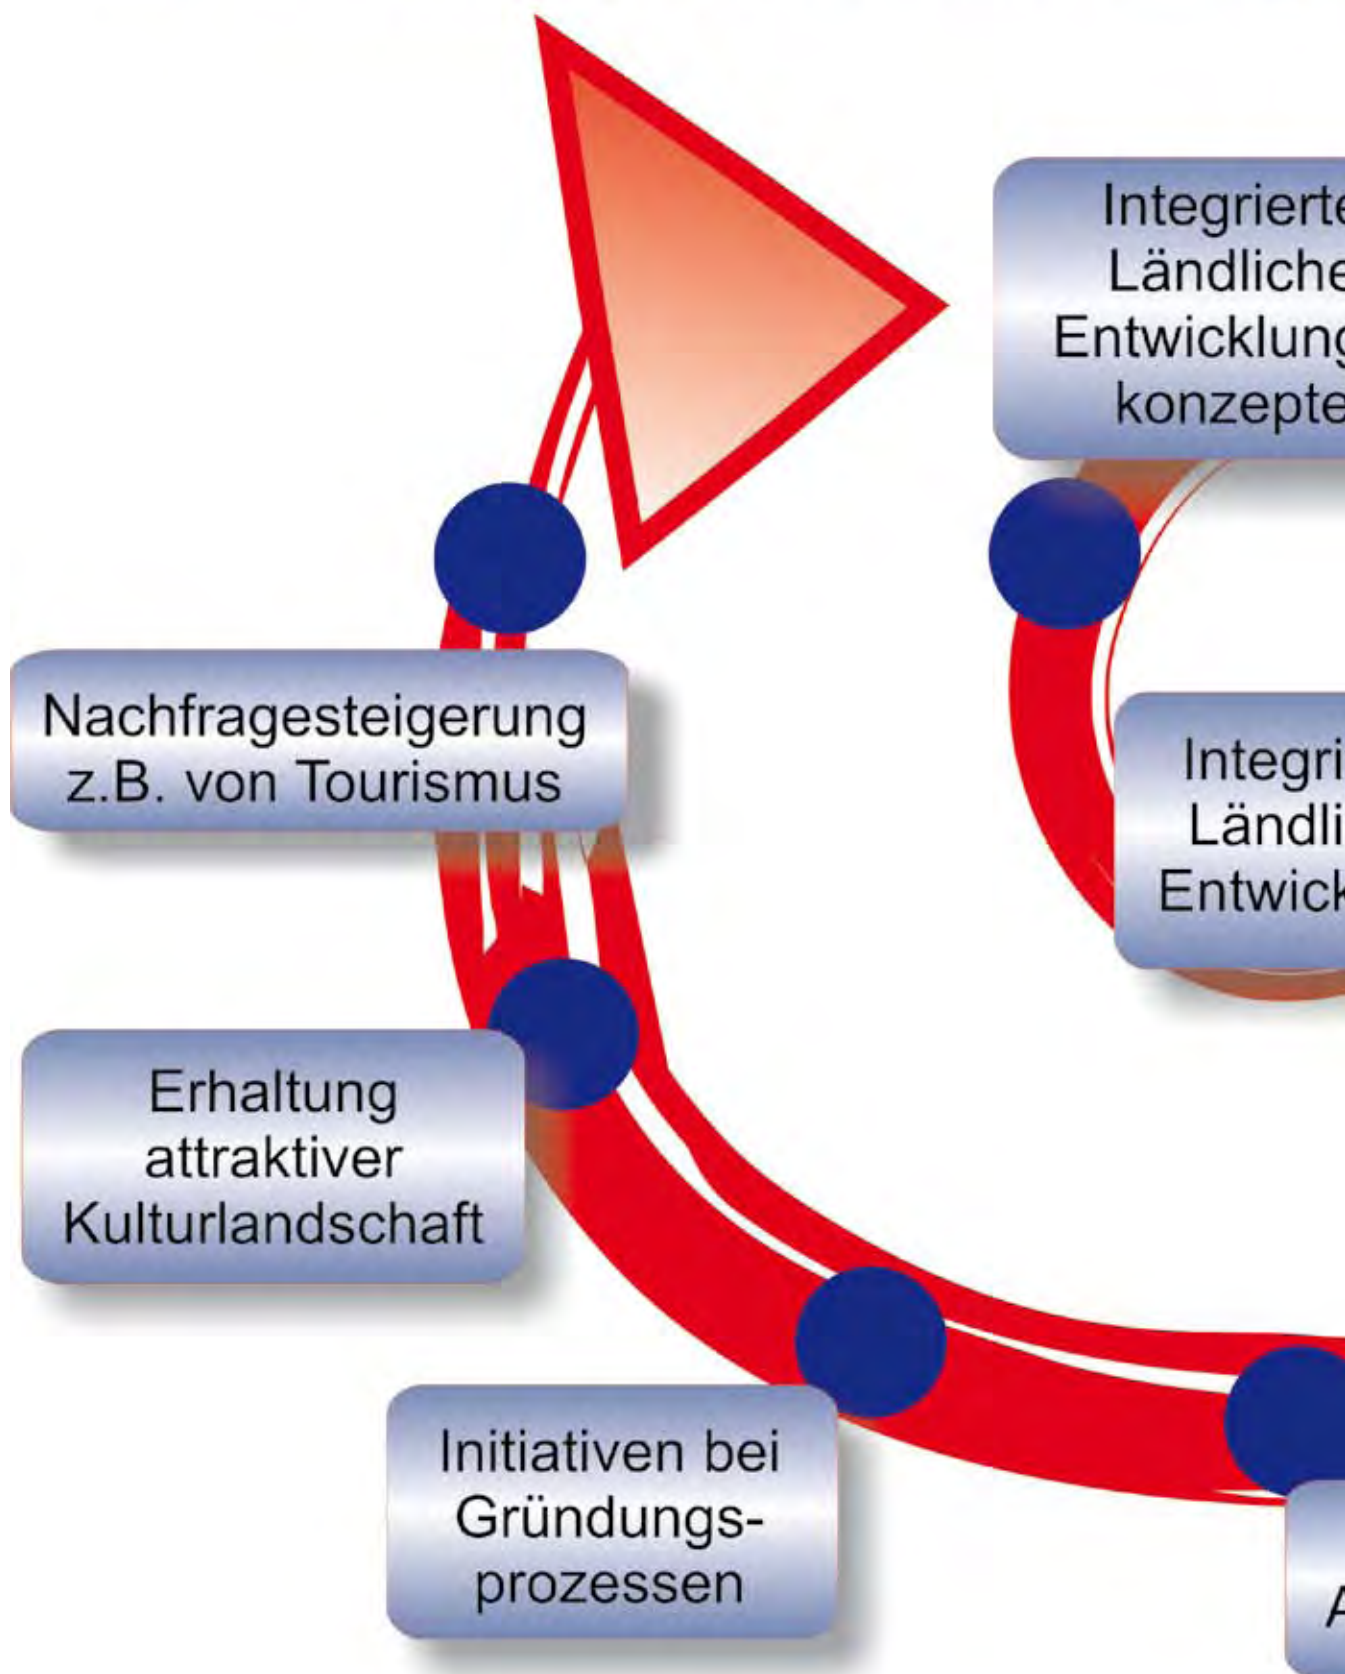 Integrierte
Ländliche
Entwicklung
konzepte
Nachfragesteigerung
z.B. von Tourismus
Integri
Ländli
Entwick
Erhaltung
attraktiver
Kulturlandschaft
Initiativen bei
Gründungs-
prozessen
A